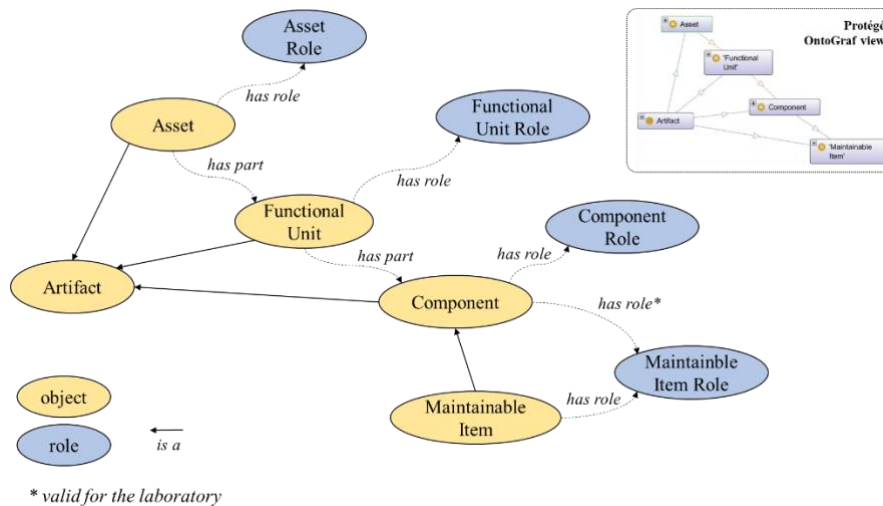 Asset
Role
has role
Asset
Functional
Unit Role
has part
has role
Functional
Unit
Component
Role
has role
has part
Artifact
Component
has role*
Maintainble
Item Role
has role
Maintainable
Item
object
role
is a
* valid for the laboratory
Protégé
OntoGraf view
Asset
'Functional
Unit'
Component
Artifact
'Maintainable
Item'